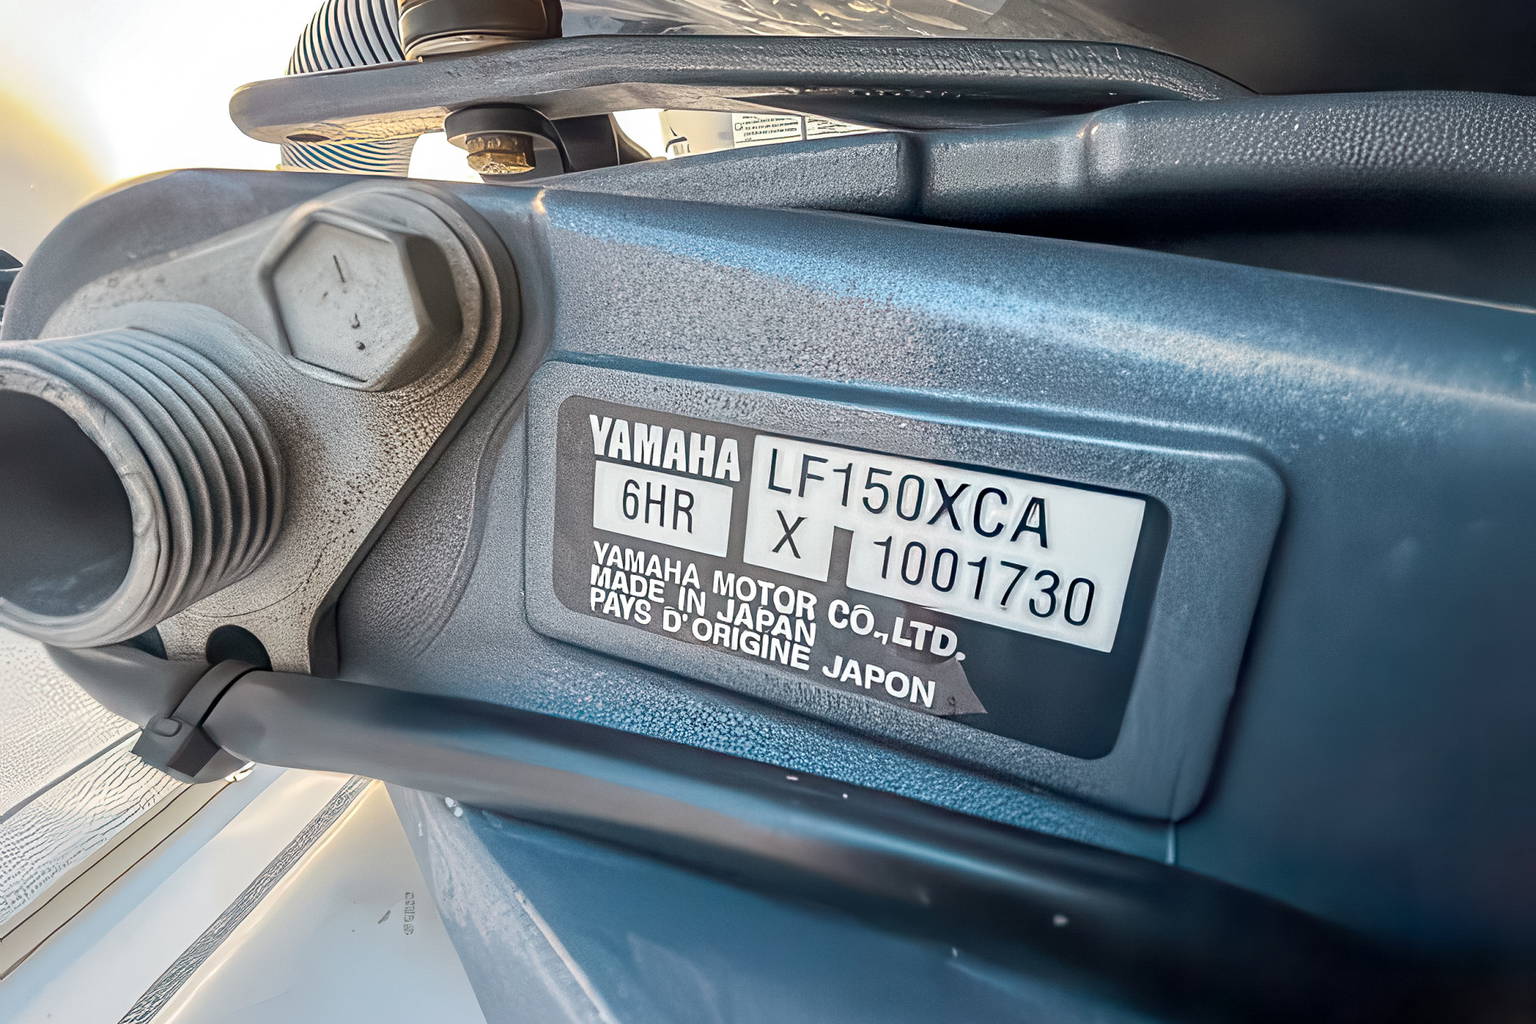 YAMAHA
LF150XCA
6HR
X
1001730
YAMAHA MOTOR CO.,LTD.
MADE IN JAPAN
PAYS D'ORIGINE JAPON